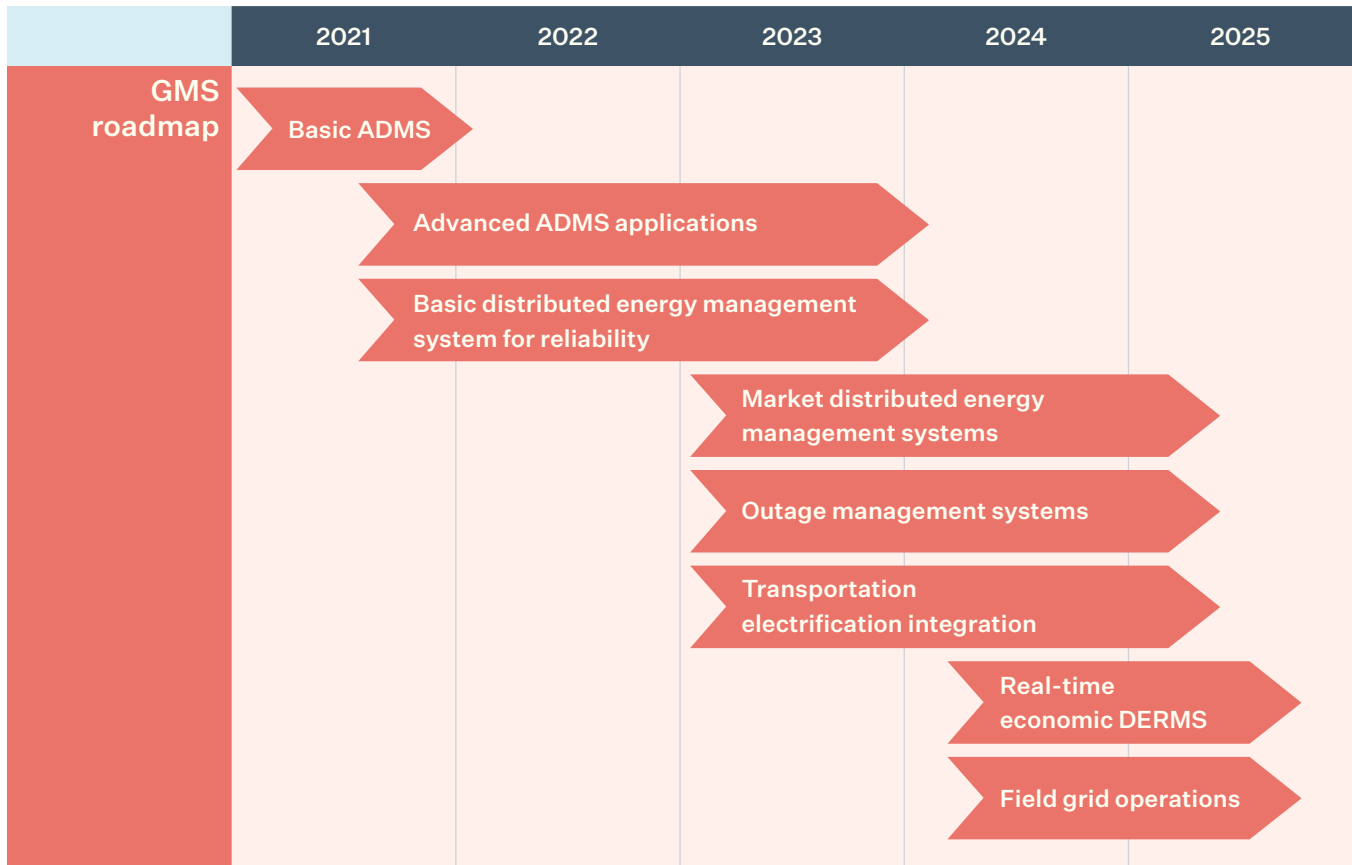 2021 2022 2023 2024 2025
GMS
roadmap
Basic ADMS
Advanced ADMS applications
Basic distributed energy management
system for reliability
Market distributed energy
management systems
Outage management systems
Transportation
electrification integration
Real-time
economic DERMS
Field grid operations